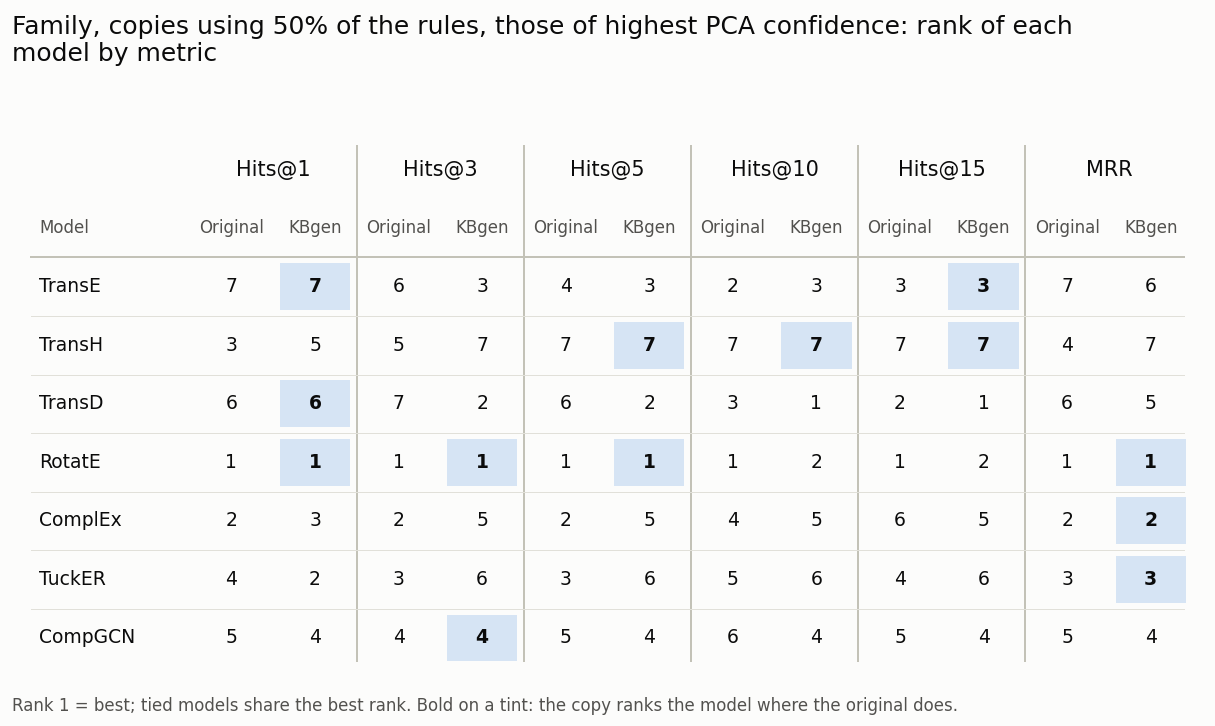 Family, copies using 50% of the rules, those of highest PCA confidence: rank of each
model by metric
Hits@1 Hits@3 Hits@5 Hits@10 Hits@15 MRR
Model Original KBgen Original KBgen Original KBgen Original KBgen Original KBgen Original KBgen
TransE 7 7 6 3 4 3 2 3 3 3 7 6
TransH 3 5 5 7 7 7 7 7 7 7 4 7
TransD 6 6 7 2 6 2 3 1 2 1 6 5
RotatE 1 1 1 1 1 1 1 2 1 2 1 1
ComplEx 2 3 2 5 2 5 4 5 6 5 2 2
TuckER 4 2 3 6 3 6 5 6 4 6 3 3
CompGCN 5 4 4 4 5 4 6 4 5 4 5 4
Rank 1 = best; tied models share the best rank. Bold on a tint: the copy ranks the model where the original does.